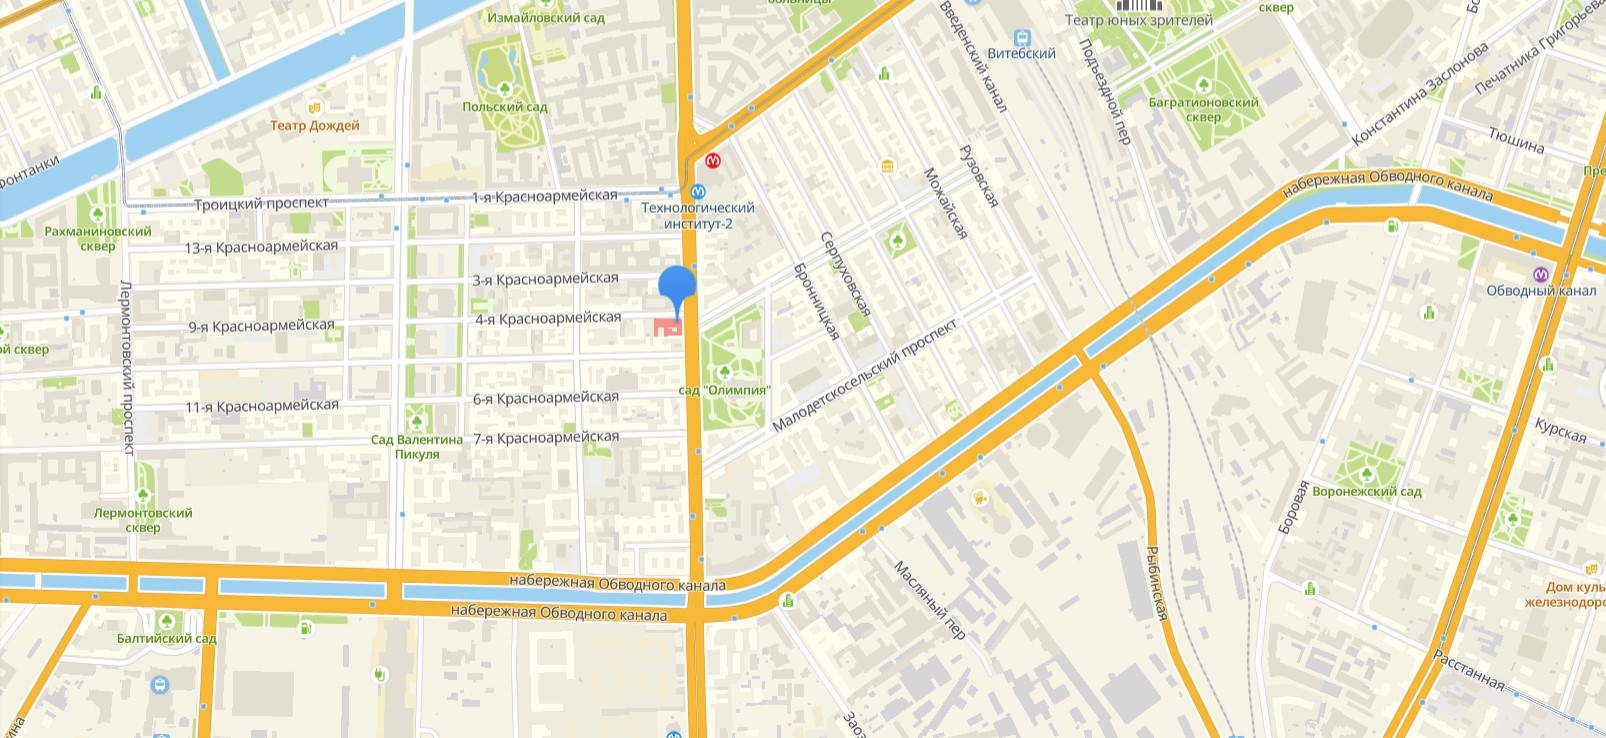 Измайловский сад
больницы
Введенский канал
Театр юных зрителей
сквер
Витебский
Подъездной пер
Печатника Григорьева
Константина Заслонова
Польский сад
Театр Дождей
Багратионовский
сквер
Тюшина
Фонтанки
Рузовская
Можайская
набережная Обводного канала
Троицкий проспект
1-я Красноармейская
Технологический
институт-2
Рахманиновский
сквер
13-я Красноармейская
Серпуховская
Бронницкая
3-я Красноармейская
Обводный канал
Лермонтовский проспект
9-я Красноармейская
4-я Красноармейская
сквер
Малодетскосельский проспект
сад "Олимпия"
11-я Красноармейская
6-я Красноармейская
Сад Валентина
Пикуля
7-я Красноармейская
Курская
Воронежский сад
Боровая
Лермонтовский
сквер
Рыбинская
Масляный пер
набережная Обводного канала
набережная Обводного канала
Дом куль
железнодоро
Балтийский сад
Расстанная
Заоз